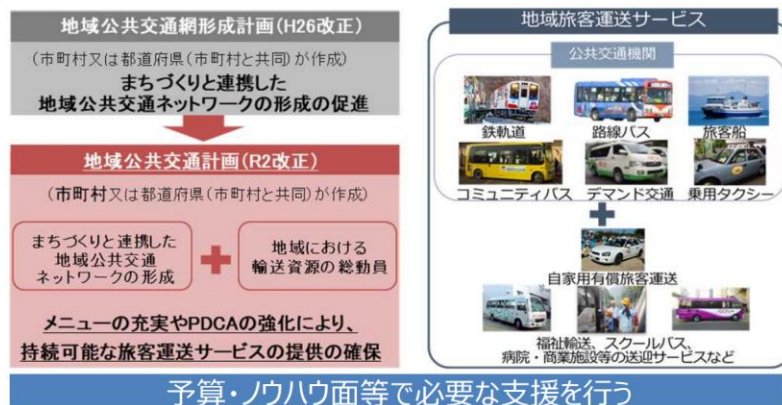 地域公共交通網形成計画(H26改正)
(市町村又は都道府県(市町村と共同)が作成)
まちづくりと連携した
地域公共交通ネットワークの形成の促進
地域公共交通計画(R2改正)
(市町村又は都道府県(市町村と共同)が作成)
まちづくりと連携した
地域公共交通
ネットワークの形成
+
地域における
輸送資源の総動員
メニューの充実やPDCAの強化により、
持続可能な旅客運送サービスの提供の確保
地域旅客運送サービス
公共交通機関
鉄軌道
路線バス
旅客船
コミュニティバス
デマンド交通
乗用タクシー
+
自家用有償旅客運送
福祉輸送、スクールバス、
病院・商業施設等の送迎サービスなど
予算・ノウハウ面等で必要な支援を行う